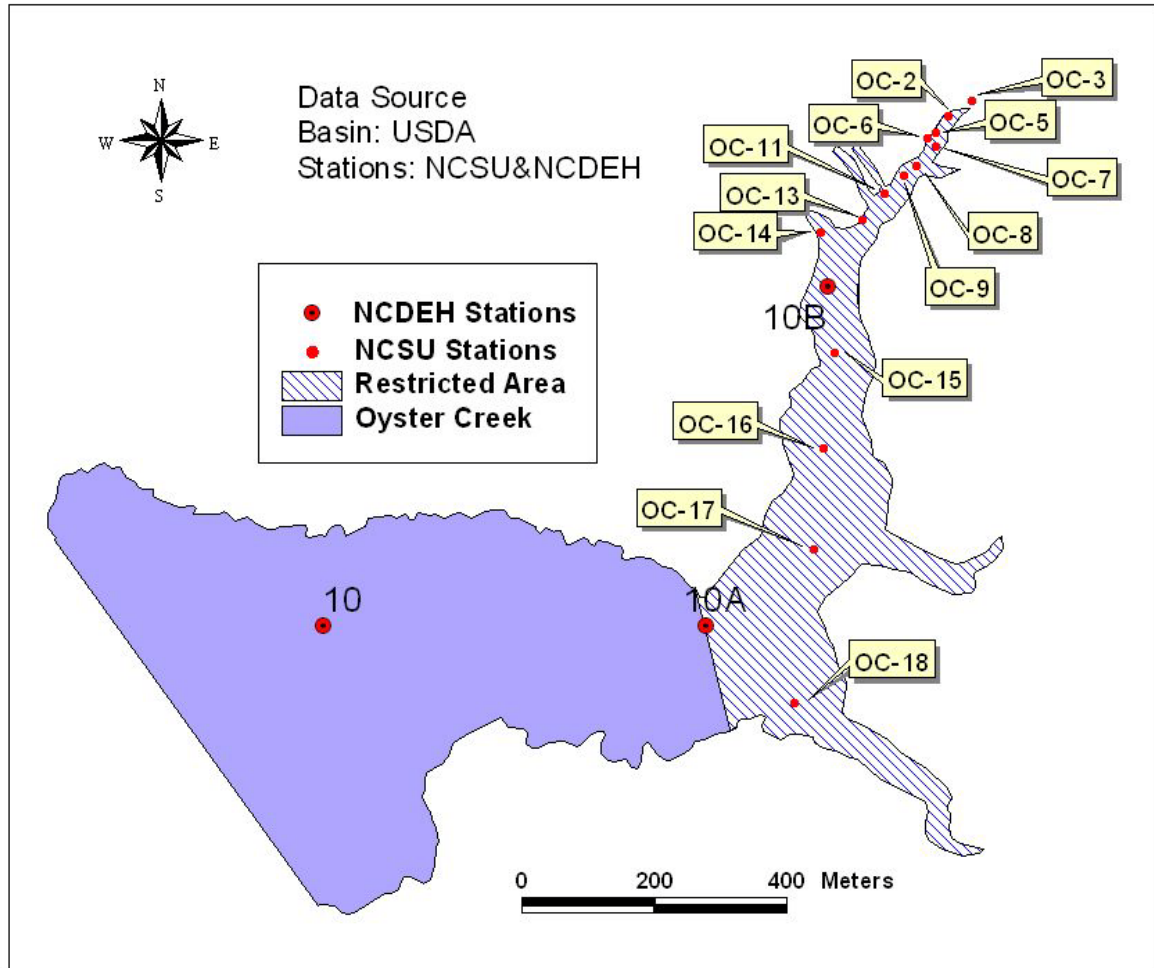 N
W E
S
Data Source
Basin: USDA
Stations: NCSU&NCDEH
OC-2
OC-3
OC-6
OC-5
OC-11
OC-7
OC-13
OC-8
OC-14
OC-9
10B
NCDEH Stations
NCSU Stations
Restricted Area
Oyster Creek
OC-15
OC-16
OC-17
10
10A
OC-18
0 200 400 Meters